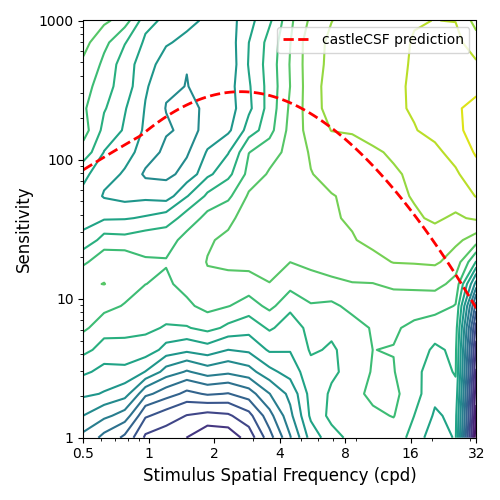 1000
castleCSF prediction
100
Sensitivity
10
1
0.5 1 2 4 8 16 32
Stimulus Spatial Frequency (cpd)